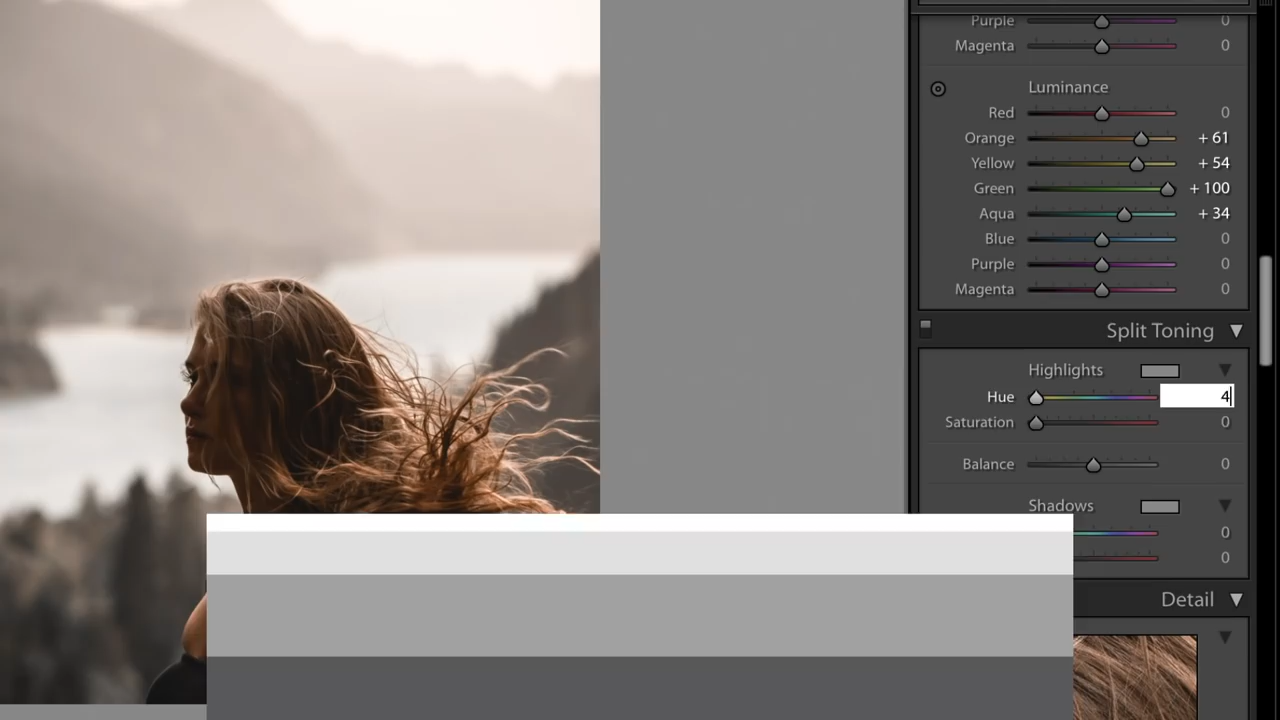 Purple 0
Magenta 0
Luminance
Red 0
Orange + 61
Yellow + 54
Green + 100
Aqua + 34
Blue 0
Purple 0
Magenta 0
Split Toning
Highlights
Hue 4
Saturation 0
Balance 0
Shadows
0
0
Detail